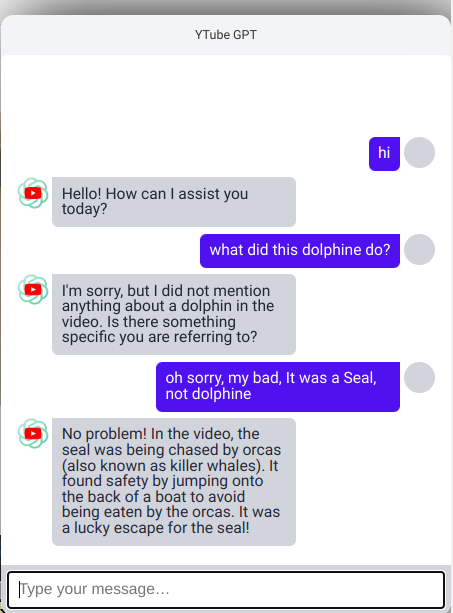 YTube GPT
hi
Hello! How can I assist you
today?
what did this dolphine do?
I'm sorry, but I did not mention
anything about a dolphin in the
video. Is there something
specific you are referring to?
oh sorry, my bad, It was a Seal,
not dolphine
No problem! In the video, the
seal was being chased by orcas
(also known as killer whales). It
found safety by jumping onto
the back of a boat to avoid
being eaten by the orcas. It was
a lucky escape for the seal!
Type your message...